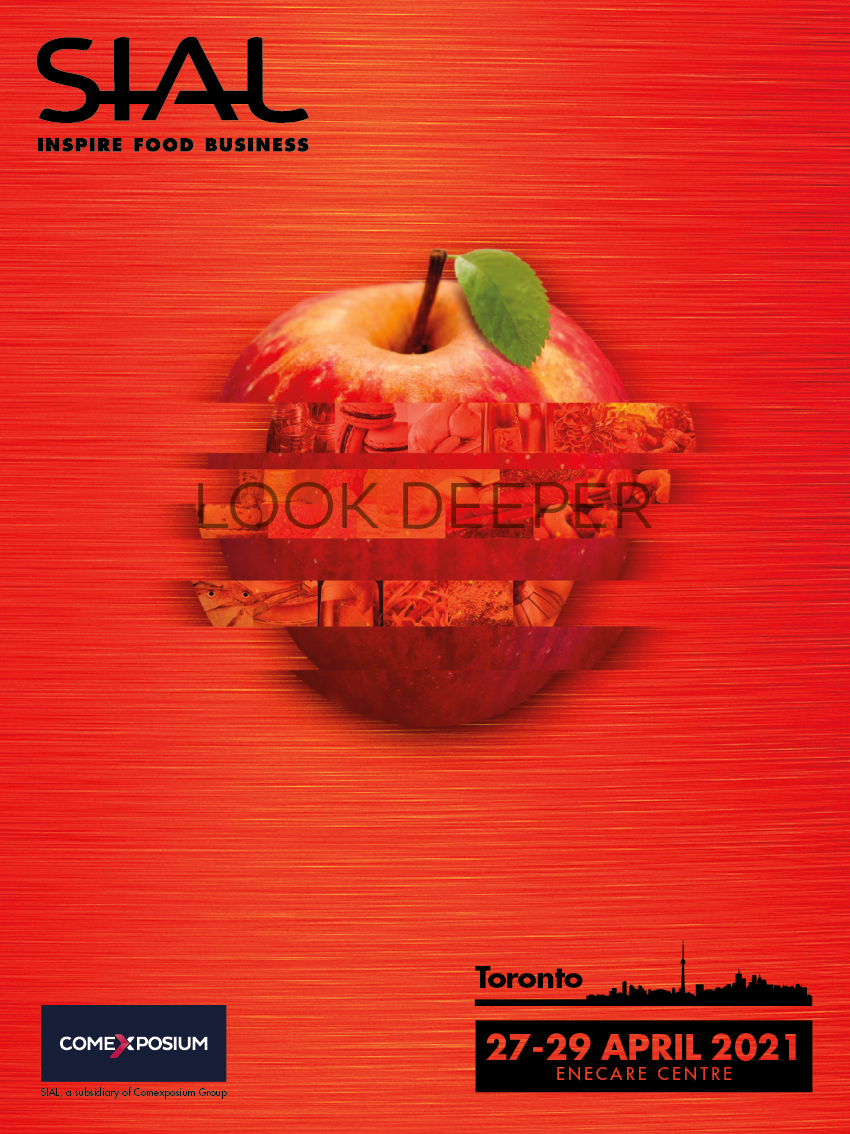 SIAL
INSPIRE FOOD BUSINESS
LOOK DEEPER
Toronto
27-29 APRIL 2021
ENECARE CENTRE
COMEXPOSIUM
SIAL, a subsidiary of Comexposium Group